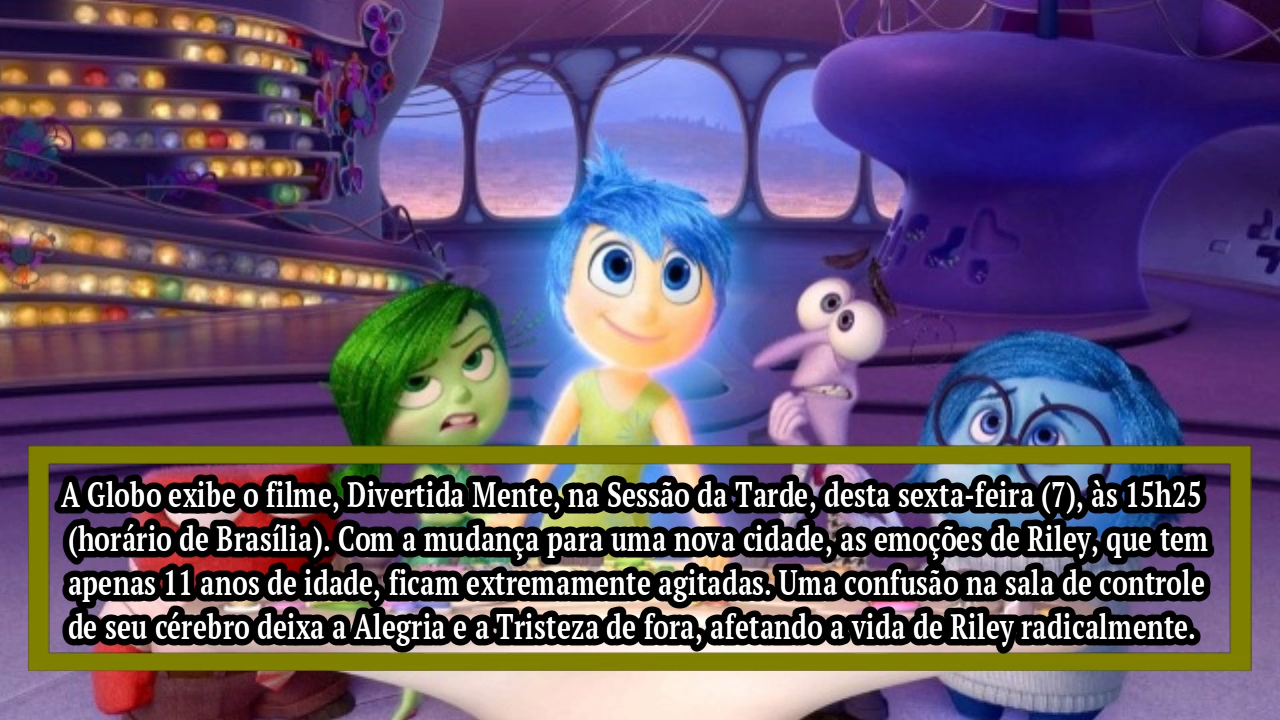 A Globo exibe o filme, Divertida Mente, na Sessão da Tarde, desta sexta-feira (7), às 15h25
(horário de Brasília). Com a mudança para uma nova cidade, as emoções de Riley, que tem
apenas 11 anos de idade, ficam extremamente agitadas. Uma confusão na sala de controle
de seu cérebro deixa a Alegria e a Tristeza de fora, afetando a vida de Riley radicalmente.